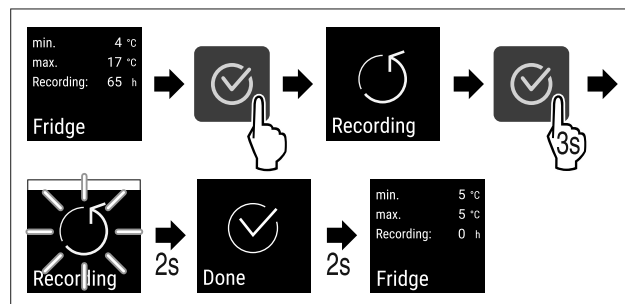 min. 4 °C
max. 17 °C
Recording: 65 h
Fridge
Recording
3s
Recording
2s
Done
2s
min. 5 °C
max. 5 °C
Recording: 0 h
Fridge